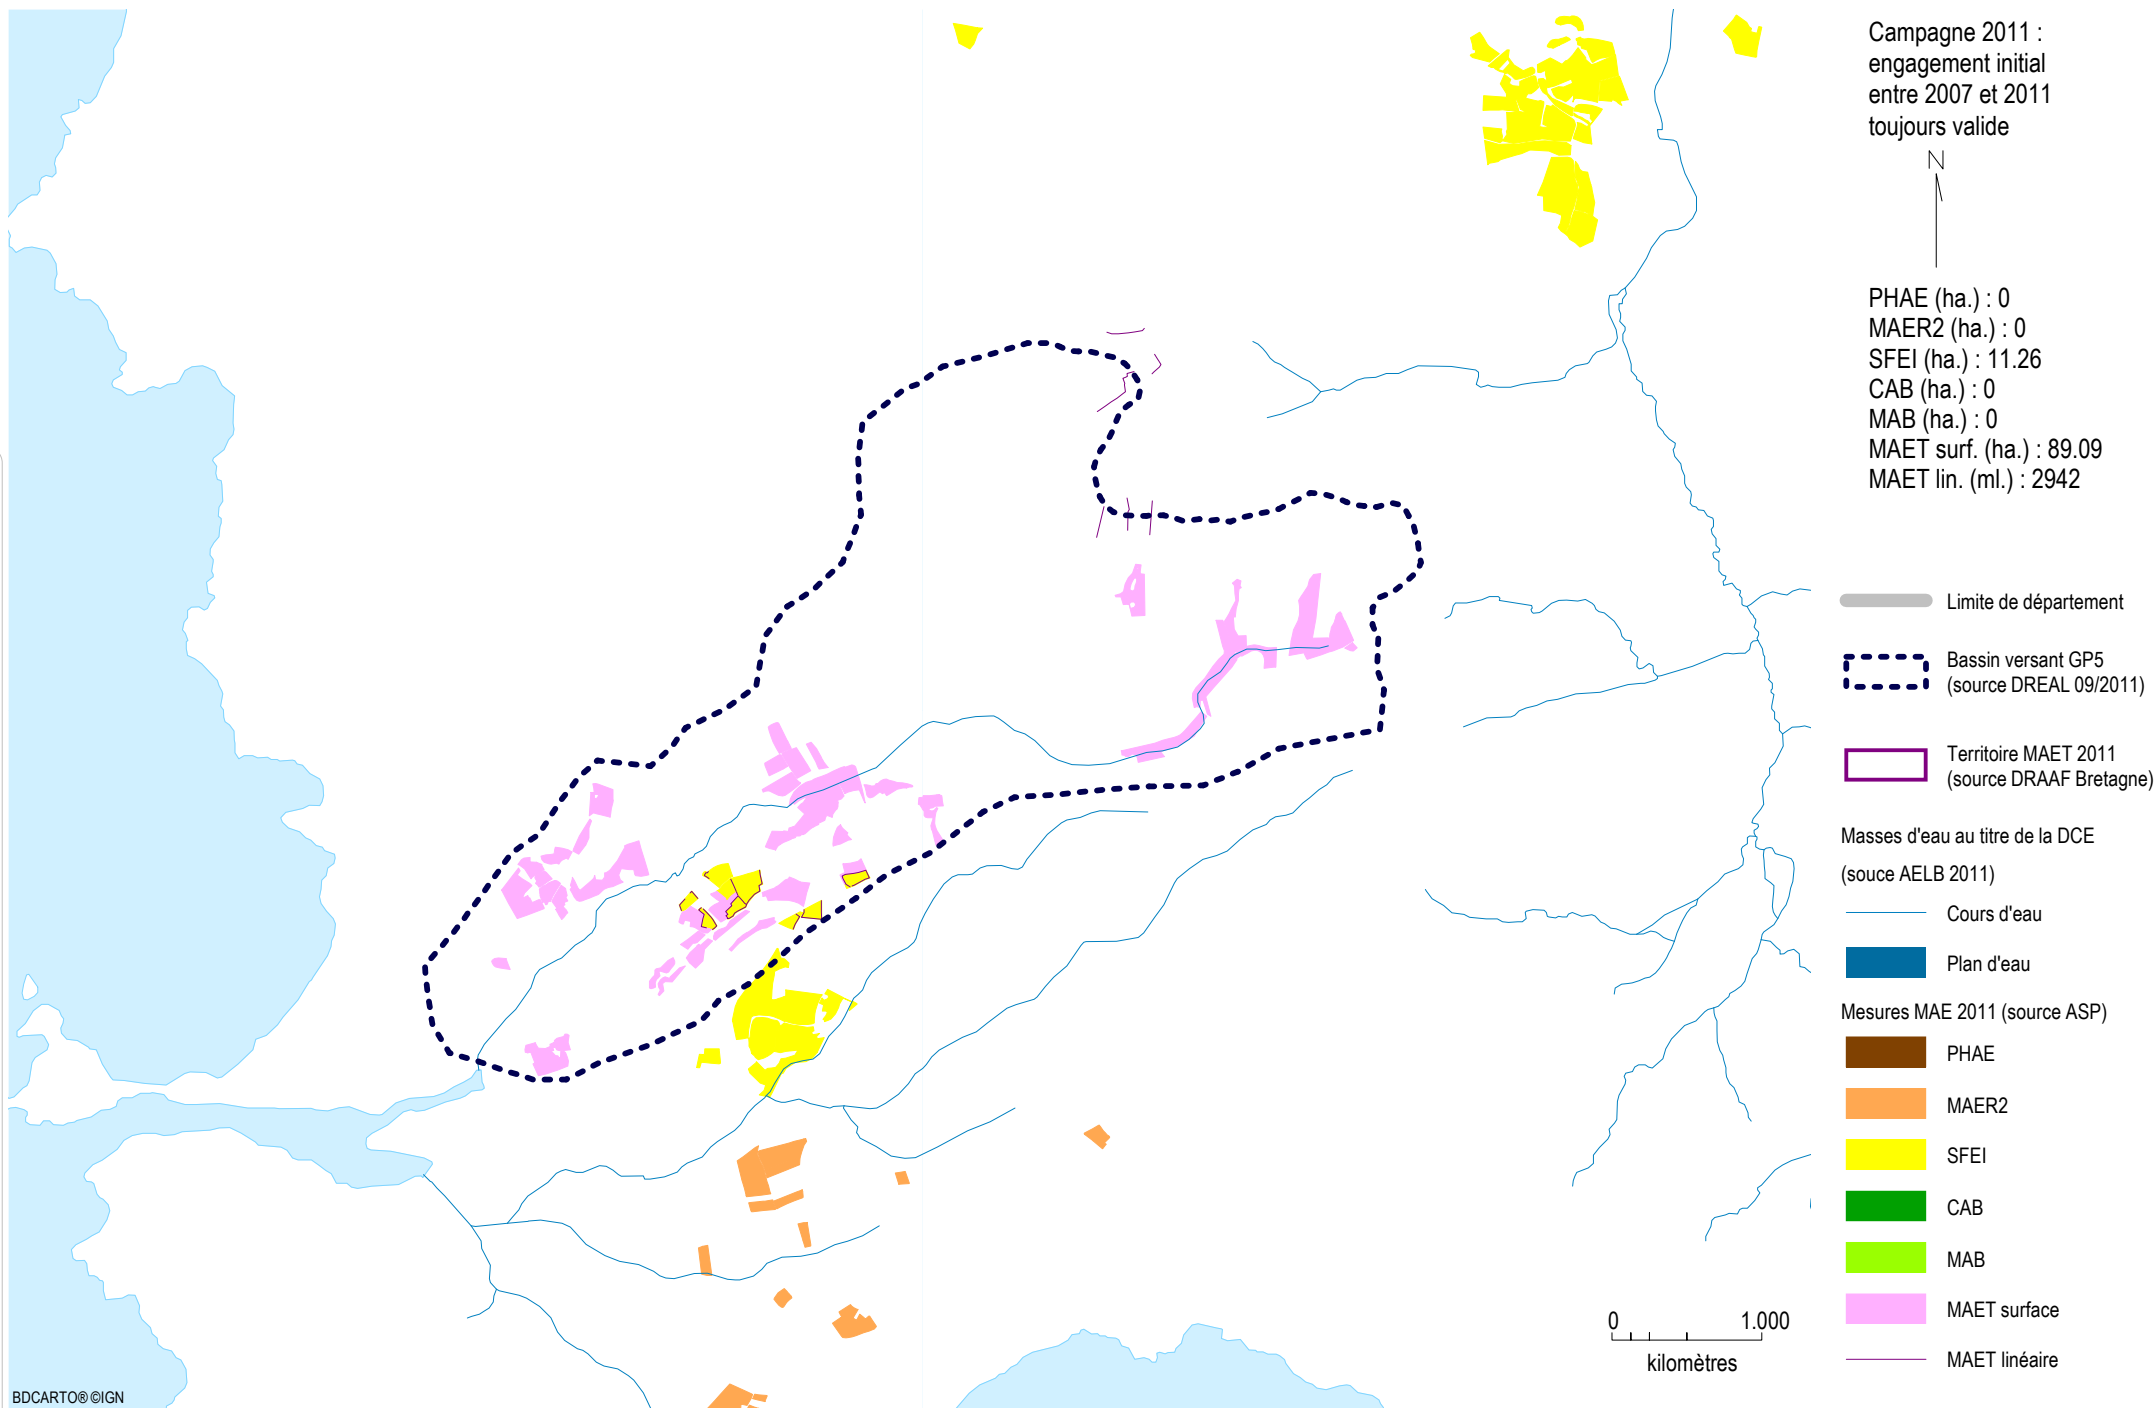 Campagne 2011 :
engagement initial
entre 2007 et 2011
toujours valide
N
PHAE (ha.) : 0
MAER2 (ha.) : 0
SFEI (ha.) : 11.26
CAB (ha.) : 0
MAB (ha.) : 0
MAET surf. (ha.) : 89.09
MAET lin. (ml.) : 2942
Limite de département
Bassin versant GP5
(source DREAL 09/2011)
Territoire MAET 2011
(source DRAAF Bretagne)
Masses d'eau au titre de la DCE
(souce AELB 2011)
Cours d'eau
Plan d'eau
Mesures MAE 2011 (source ASP)
PHAE
MAER2
SFEI
CAB
MAB
MAET surface
MAET linéaire
0 1.000
kilomètres
BDCARTO® ©IGN